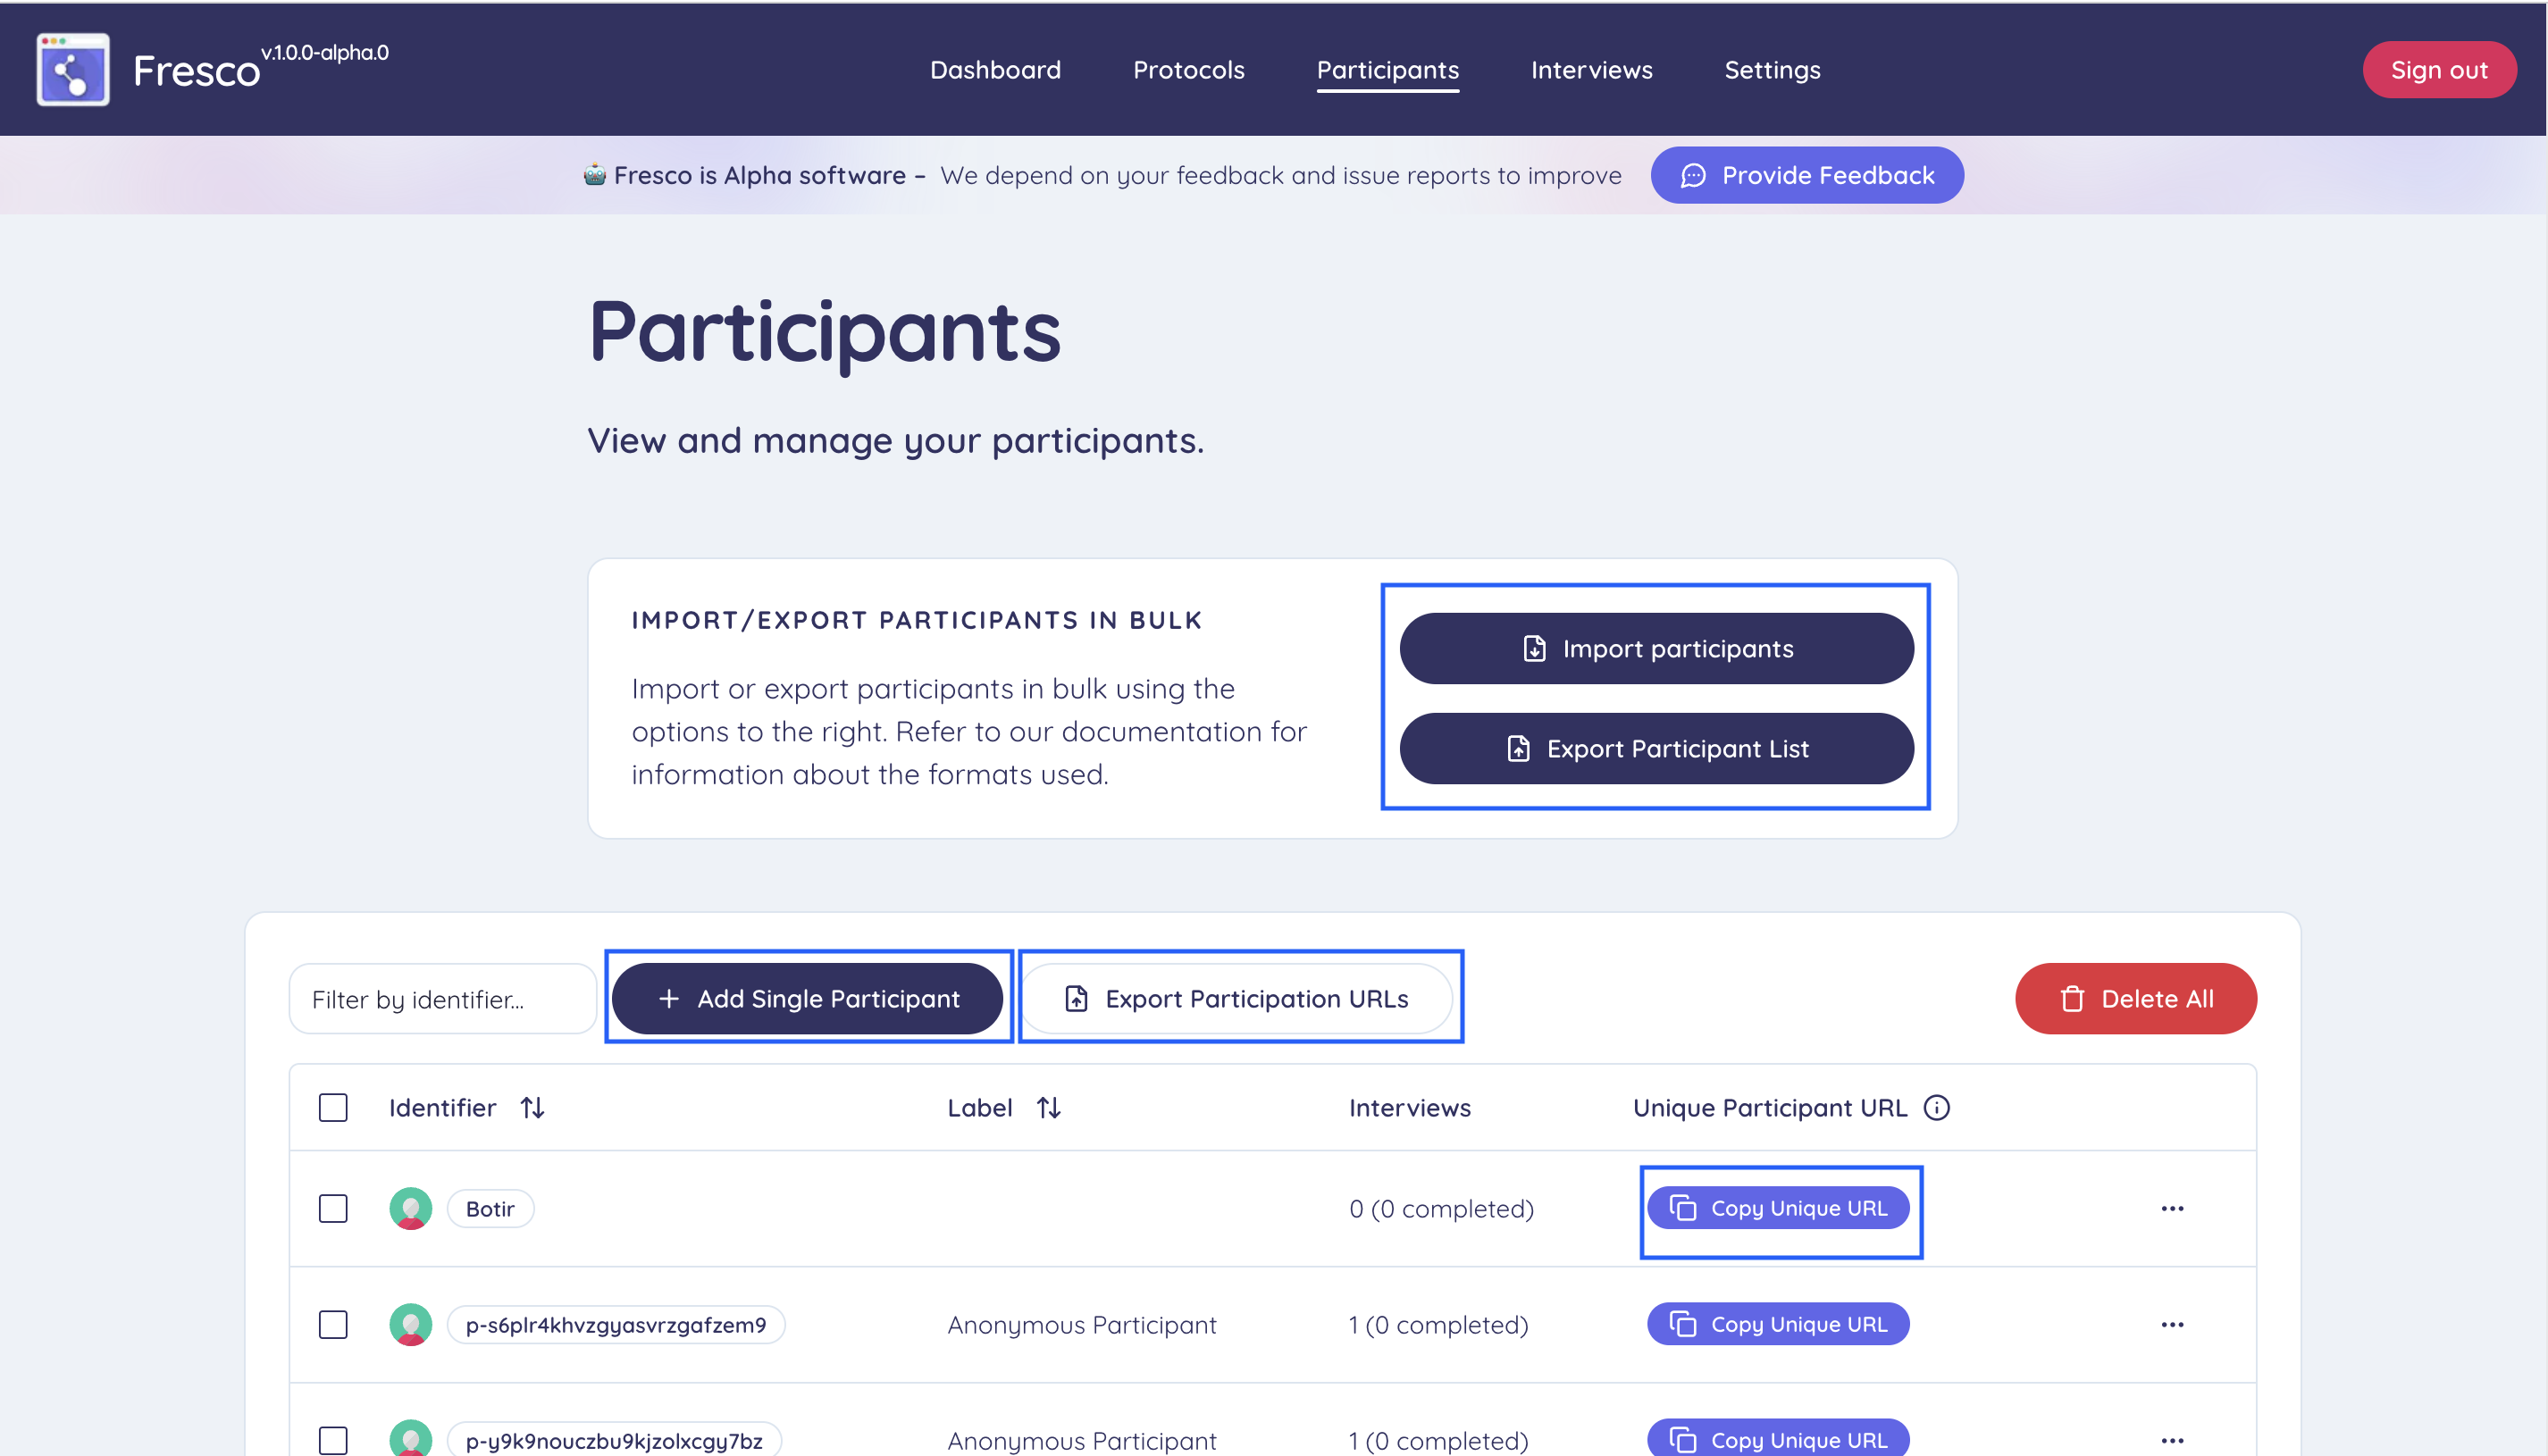 Fresco v.1.0.0-alpha.0
Dashboard Protocols Participants Interviews Settings Sign out
Fresco is Alpha software – We depend on your feedback and issue reports to improve Provide Feedback
Participants
View and manage your participants.
IMPORT/EXPORT PARTICIPANTS IN BULK
Import or export participants in bulk using the
options to the right. Refer to our documentation for
information about the formats used.
Import participants
Export Participant List
Filter by identifier... + Add Single Participant Export Participation URLs Delete All
Identifier Label Interviews Unique Participant URL
Botir 0 (0 completed) Copy Unique URL
p-s6plr4khvzgyasvrzgafzem9 Anonymous Participant 1 (0 completed) Copy Unique URL
p-y9k9nouczbu9kjzolxcgy7bz Anonymous Participant 1 (0 completed) Copy Unique URL